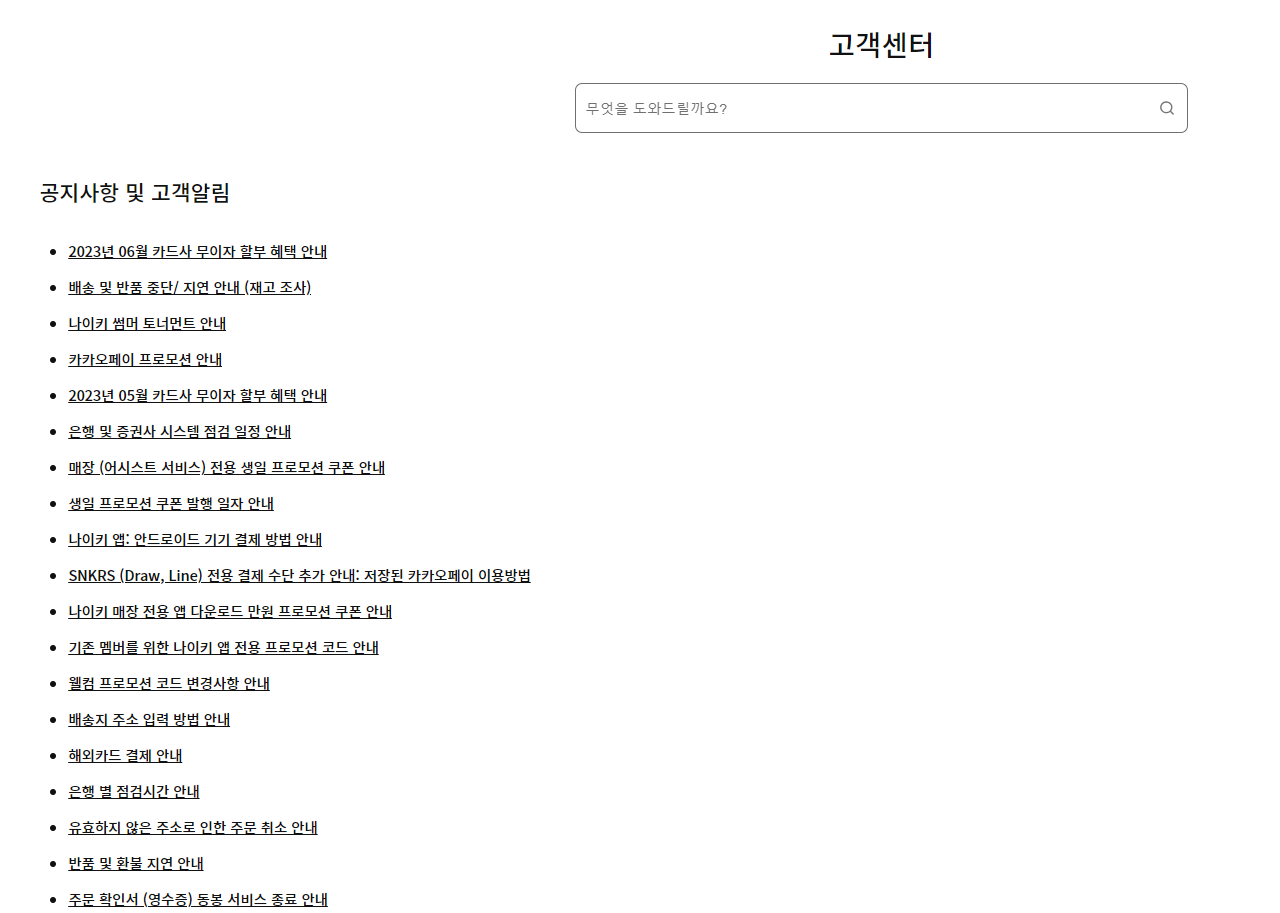 고객센터
무엇을 도와드릴까요?
공지사항 및 고객알림
2023년 06월 카드사 무이자 할부 혜택 안내
배송 및 반품 중단/ 지연 안내 (재고 조사)
나이키 썸머 토너먼트 안내
카카오페이 프로모션 안내
2023년 05월 카드사 무이자 할부 혜택 안내
은행 및 증권사 시스템 점검 일정 안내
매장 (어시스트 서비스) 전용 생일 프로모션 쿠폰 안내
생일 프로모션 쿠폰 발행 일자 안내
나이키 앱: 안드로이드 기기 결제 방법 안내
SNKRS (Draw, Line) 전용 결제 수단 추가 안내: 저장된 카카오페이 이용방법
나이키 매장 전용 앱 다운로드 만원 프로모션 쿠폰 안내
기존 멤버를 위한 나이키 앱 전용 프로모션 코드 안내
웰컴 프로모션 코드 변경사항 안내
배송지 주소 입력 방법 안내
해외카드 결제 안내
은행 별 점검시간 안내
유효하지 않은 주소로 인한 주문 취소 안내
반품 및 환불 지연 안내
주문 확인서 (영수증) 동봉 서비스 종료 안내